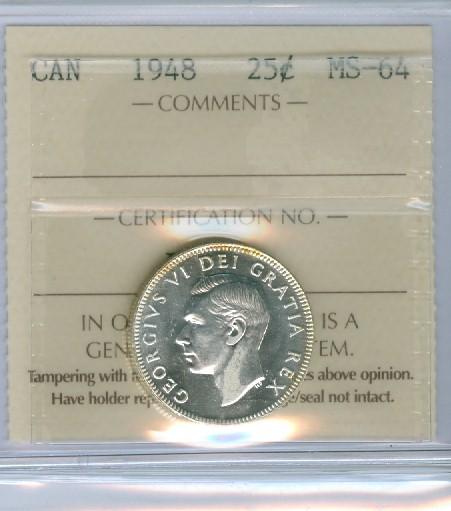 CAN 1948 25¢ MS-64
— COMMENTS —
— CERTIFICATION NO. —
GEORGIVS VI DEI GRATIA REX
IN O IS A
GEN EM.
Tampering with above opinion.
Have holder /seal not intact.